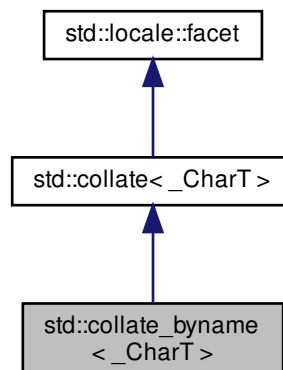 std::locale::facet
std::collate< _CharT >
std::collate_byname
< _CharT >